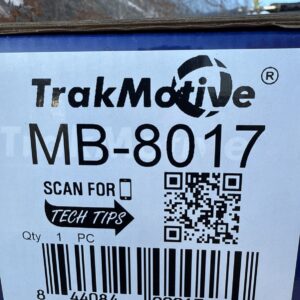 TrakMotive®
MB-8017
SCAN FOR
TECH TIPS
Qty 1 PC